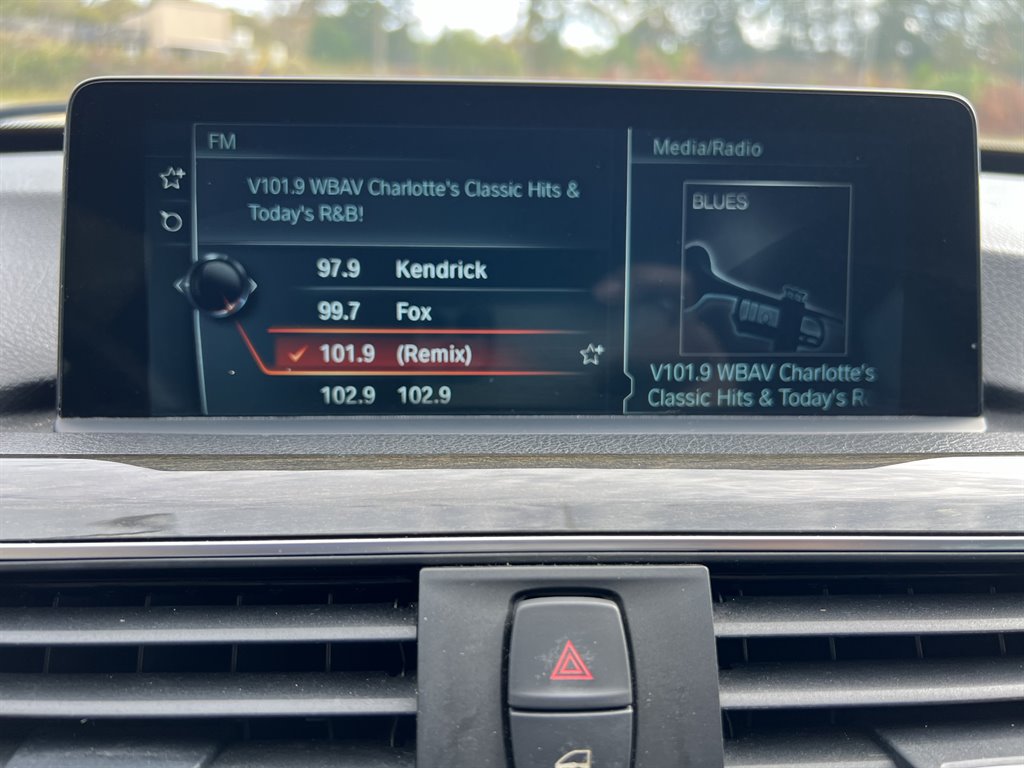 FM
V101.9 WBAV Charlotte's Classic Hits &
Today's R&B!
97.9 Kendrick
99.7 Fox
101.9 (Remix)
102.9 102.9
Media/Radio
BLUES
V101.9 WBAV Charlotte's
Classic Hits & Today's R